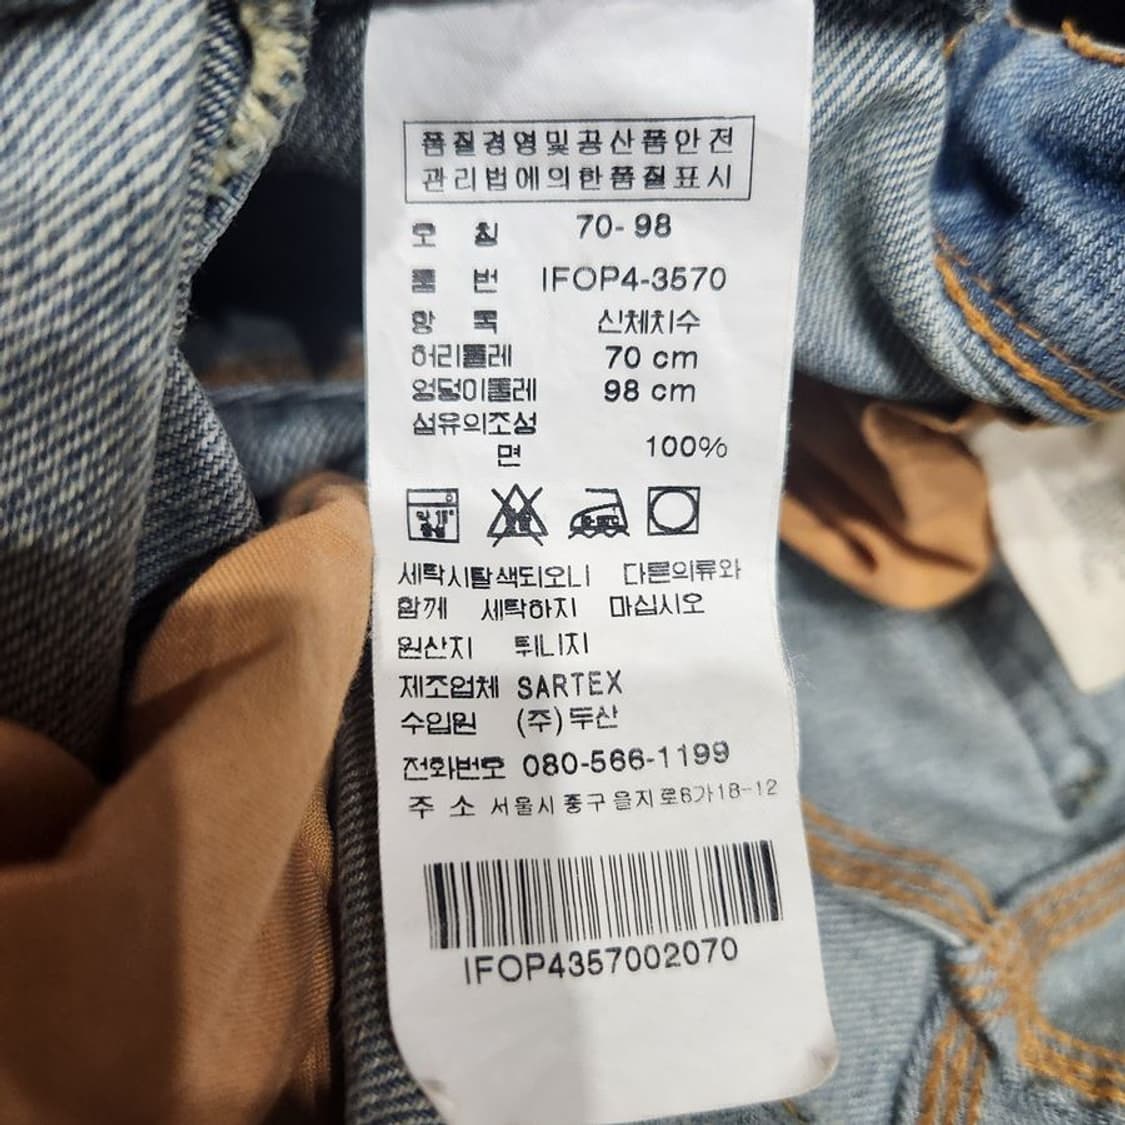 품질경영및공산품안전
관리법에의한품질표시
호 칭 70-98
품 번 IFOP4-3570
항 목 신체치수
허리둘레 70 cm
엉덩이둘레 98 cm
섬유의조성
면 100%
세탁시탈색되오니 다른의류와
함께 세탁하지 마십시오
원산지 튀니지
제조업체 SARTEX
수입원 (주)두산
전화번호 080-566-1199
주 소 서울시 중구 을지로6가18-12
IFOP4357002070